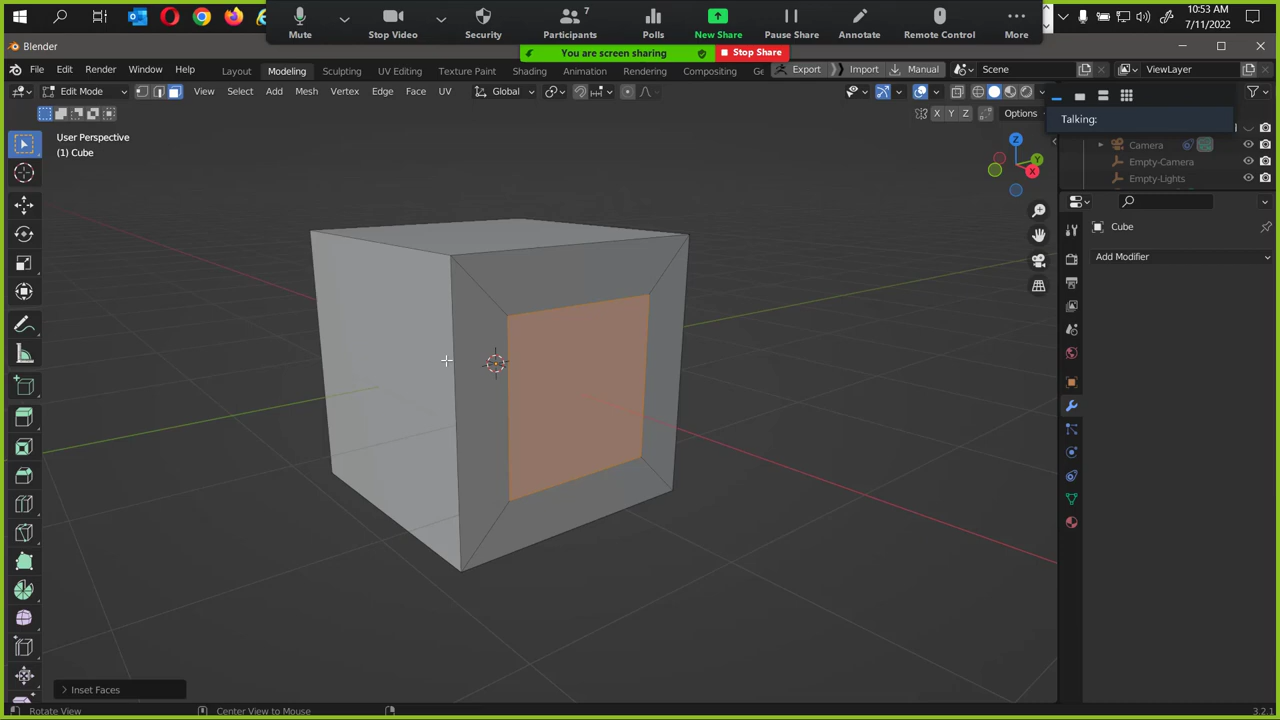 10:53 AM
7/11/2022
7
Mute
Stop Video
Security
Participants
Polls
New Share
Pause Share
Annotate
Remote Control
More
Blender
You are screen sharing
Stop Share
File
Edit
Render
Window
Help
Layout
Modeling
Sculpting
UV Editing
Texture Paint
Shading
Animation
Rendering
Compositing
Ge
Export
Import
Manual
Scene
ViewLayer
Edit Mode
View
Select
Add
Mesh
Vertex
Edge
Face
UV
Global
X
Y
Z
Options
Talking:
User Perspective
(1) Cube
Z
Y
X
Camera
Empty-Camera
Empty-Lights
Cube
Add Modifier
Inset Faces
Rotate View
Center View to Mouse
3.2.1